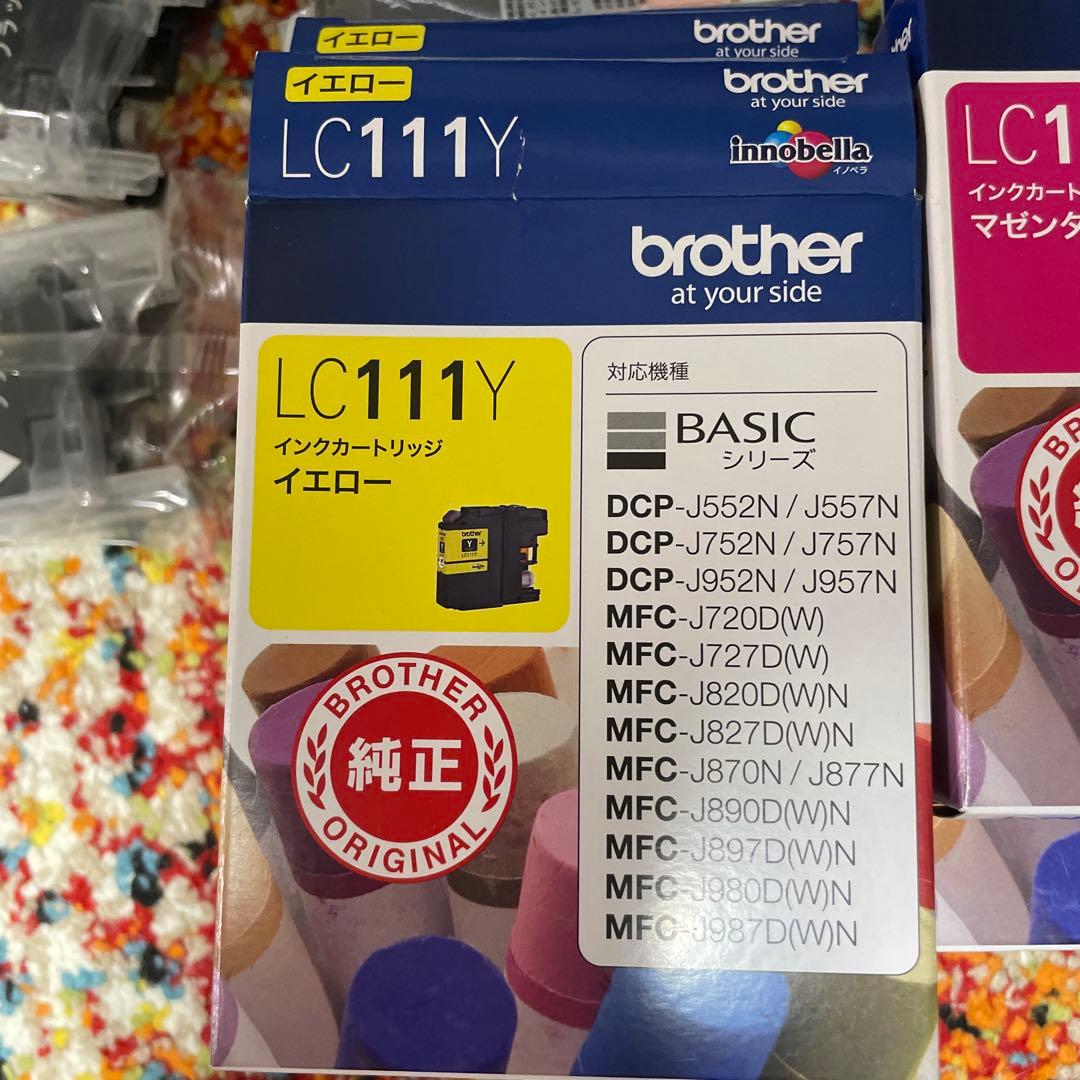 イエロー
brother
at your side
イエロー
brother
at your side
LC111Y
innobella
イノベラ
brother
at your side
LC111Y
インクカートリッジ
イエロー
brother
Y
LC111Y
対応機種
BASIC
シリーズ
DCP-J552N / J557N
DCP-J752N / J757N
DCP-J952N / J957N
MFC-J720D(W)
MFC-J727D(W)
MFC-J820D(W)N
MFC-J827D(W)N
MFC-J870N / J877N
MFC-J890D(W)N
MFC-J897D(W)N
MFC-J980D(W)N
MFC-J987D(W)N
BROTHER
純正
ORIGINAL
LC1
インクカート
マゼンタ